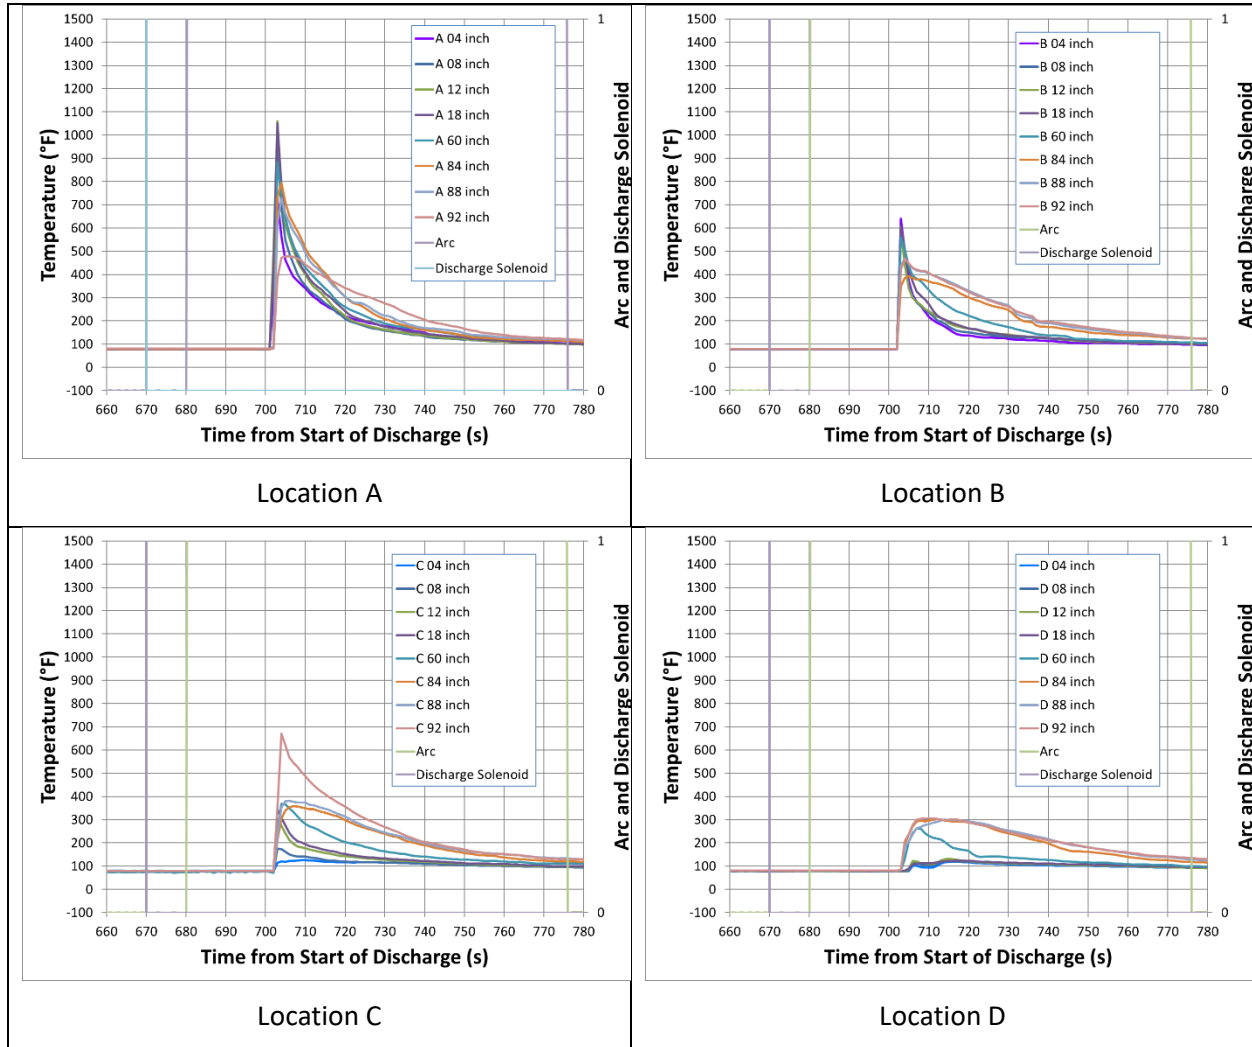 1500
1400
1300
1200
1100
1000
900
800
700
600
500
400
300
200
100
0
-100
Temperature (°F)
A 04 inch
A 08 inch
A 12 inch
A 18 inch
A 60 inch
A 84 inch
A 88 inch
A 92 inch
Arc
Discharge Solenoid
1
0
Arc and Discharge Solenoid
660 670 680 690 700 710 720 730 740 750 760 770 780
Time from Start of Discharge (s)
Location A
1500
1400
1300
1200
1100
1000
900
800
700
600
500
400
300
200
100
0
-100
Temperature (°F)
B 04 inch
B 08 inch
B 12 inch
B 18 inch
B 60 inch
B 84 inch
B 88 inch
B 92 inch
Arc
Discharge Solenoid
1
0
Arc and Discharge Solenoid
660 670 680 690 700 710 720 730 740 750 760 770 780
Time from Start of Discharge (s)
Location B
1500
1400
1300
1200
1100
1000
900
800
700
600
500
400
300
200
100
0
-100
Temperature (°F)
C 04 inch
C 08 inch
C 12 inch
C 18 inch
C 60 inch
C 84 inch
C 88 inch
C 92 inch
Arc
Discharge Solenoid
1
0
Arc and Discharge Solenoid
660 670 680 690 700 710 720 730 740 750 760 770 780
Time from Start of Discharge (s)
Location C
1500
1400
1300
1200
1100
1000
900
800
700
600
500
400
300
200
100
0
-100
Temperature (°F)
D 04 inch
D 08 inch
D 12 inch
D 18 inch
D 60 inch
D 84 inch
D 88 inch
D 92 inch
Arc
Discharge Solenoid
1
0
Arc and Discharge Solenoid
660 670 680 690 700 710 720 730 740 750 760 770 780
Time from Start of Discharge (s)
Location D